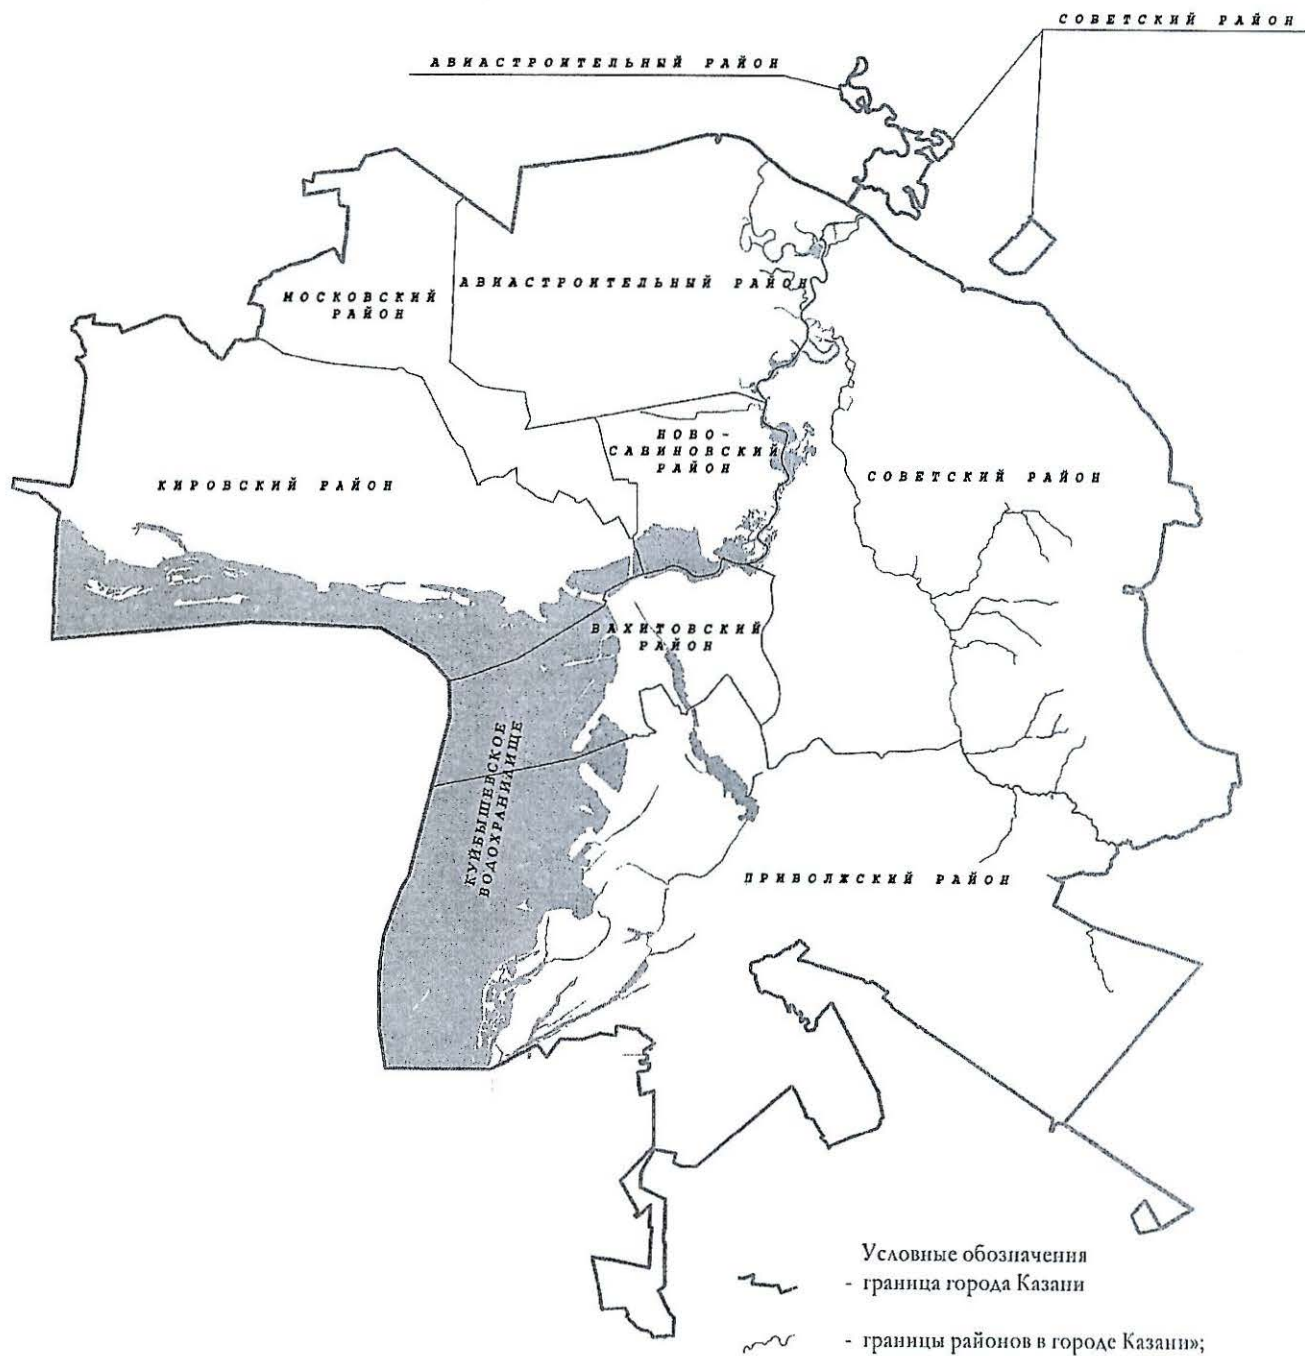 СОВЕТСКИЙ РАЙОН
АВИАСТРОИТЕЛЬНЫЙ РАЙОН
АВИАСТРОИТЕЛЬНЫЙ РАЙОН
МОСКОВСКИЙ
РАЙОН
НОВО-
САВИНОВСКИЙ
РАЙОН
КИРОВСКИЙ РАЙОН
СОВЕТСКИЙ РАЙОН
ВАХИТОВСКИЙ
РАЙОН
КУЙБЫШЕВСКОЕ
ВОДОХРАНИЛИЩЕ
ПРИВОЛЖСКИЙ РАЙОН
Условные обозначения
- граница города Казани
- границы районов в городе Казани»;